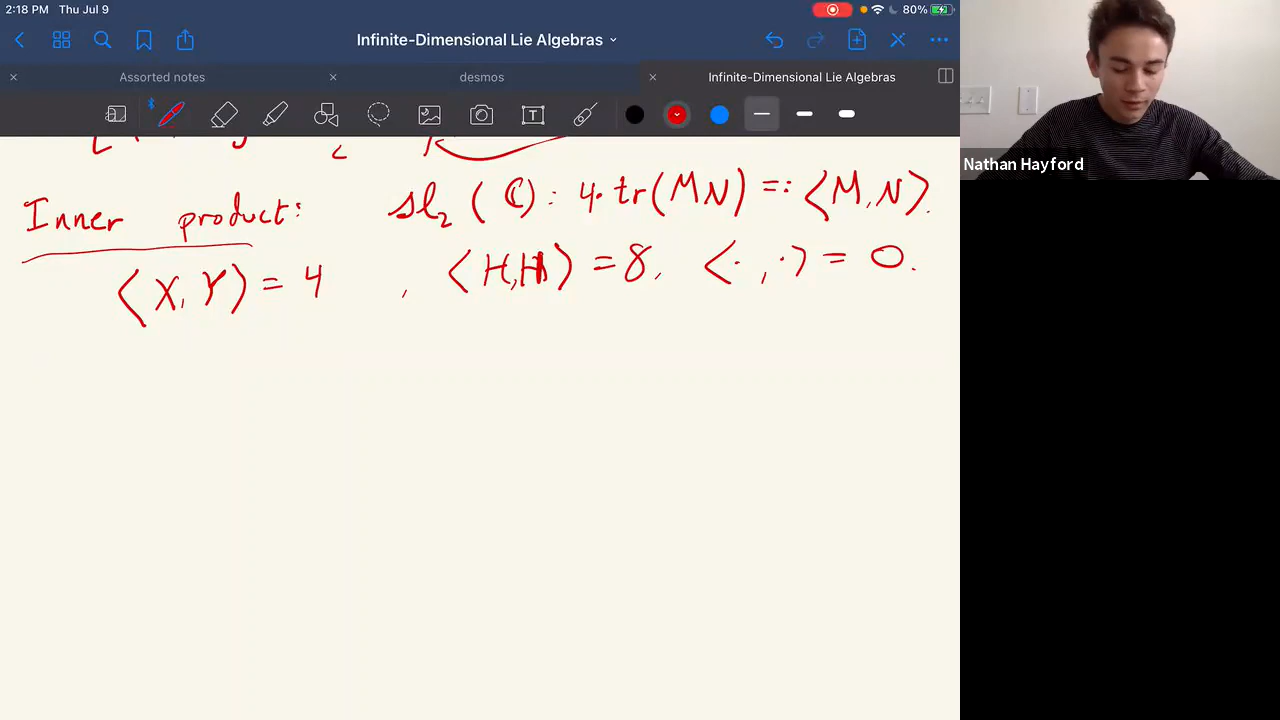 2:18 PM Thu Jul 9
80%
Infinite-Dimensional Lie Algebras
Assorted notes
desmos
Infinite-Dimensional Lie Algebras
Nathan Hayford
Inner product: sl₂(ℂ): 4·tr(MN) =: ⟨M,N⟩.
⟨X,Y⟩ = 4, ⟨H,H⟩ = 8, ⟨·,·⟩ = 0.